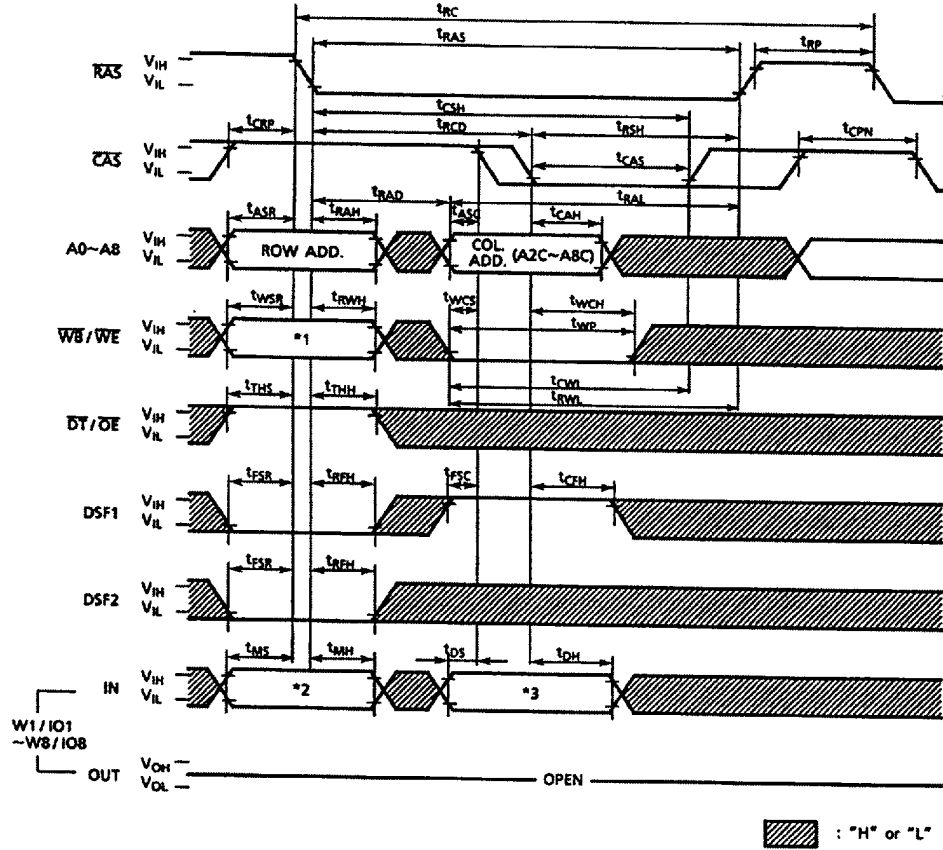 tRC
tRAS
tRP
RAS VIH VIL
tCSH
tCRP tRCD tRSH tCPN
CAS VIH VIL
tCAS
tRAD tRAL
tASR tRAH tASC tCAH
A0~A8 VIH VIL ROW ADD. COL. ADD. (A2C~A8C)
tWSR tRWH tWCS tWCH
tWP
WB/WE VIH VIL *1
tCWL
tRWL
tTHS tTHH
DT/OE VIH VIL
tFSR tRFH tFSC tCFH
DSF1 VIH VIL
tFSR tRFH
DSF2 VIH VIL
tMS tMH tDS tDH
IN VIH VIL *2 *3
W1/IO1
~W8/IO8
OUT VOH VOL OPEN
: "H" or "L"